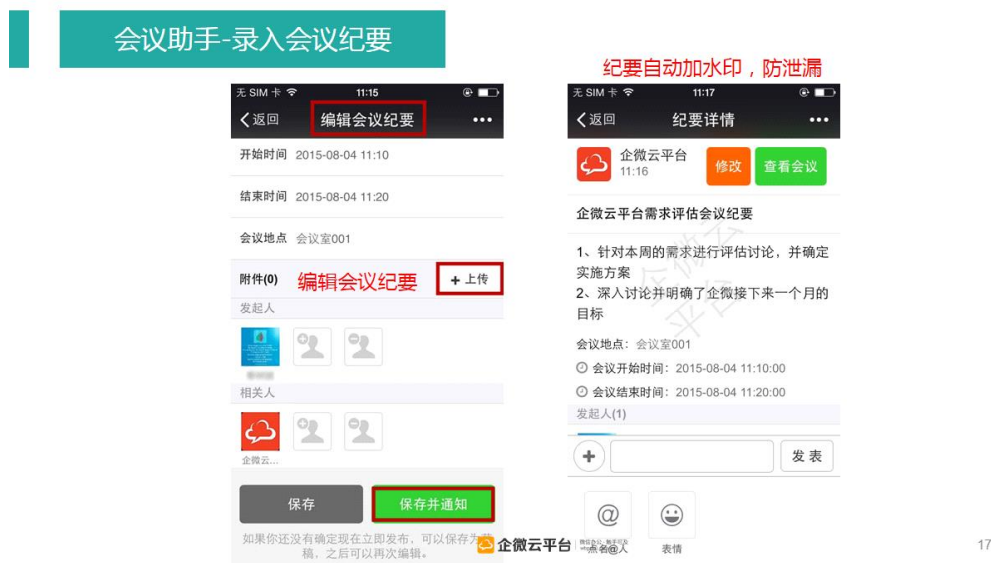 会议助手-录入会议纪要
纪要自动加水印，防泄漏
无 SIM 卡
11:15
返回
编辑会议纪要
开始时间 2015-08-04 11:10
结束时间 2015-08-04 11:20
会议地点 会议室001
附件(0)
编辑会议纪要
+ 上传
发起人
相关人
企微云...
保存
保存并通知
如果你还没有确定现在立即发布，可以保存为草
稿，之后可以再次编辑。
无 SIM 卡
11:17
返回
纪要详情
企微云平台
11:16
修改
查看会议
企微云平台需求评估会议纪要
1、针对本周的需求进行评估讨论，并确定
实施方案
2、深入讨论并明确了企微接下来一个月的
目标
企微云
平台
会议地点：会议室001
会议开始时间：2015-08-04 11:10:00
会议结束时间：2015-08-04 11:20:00
发起人(1)
发表
@
点名@人
表情
企微云平台
17